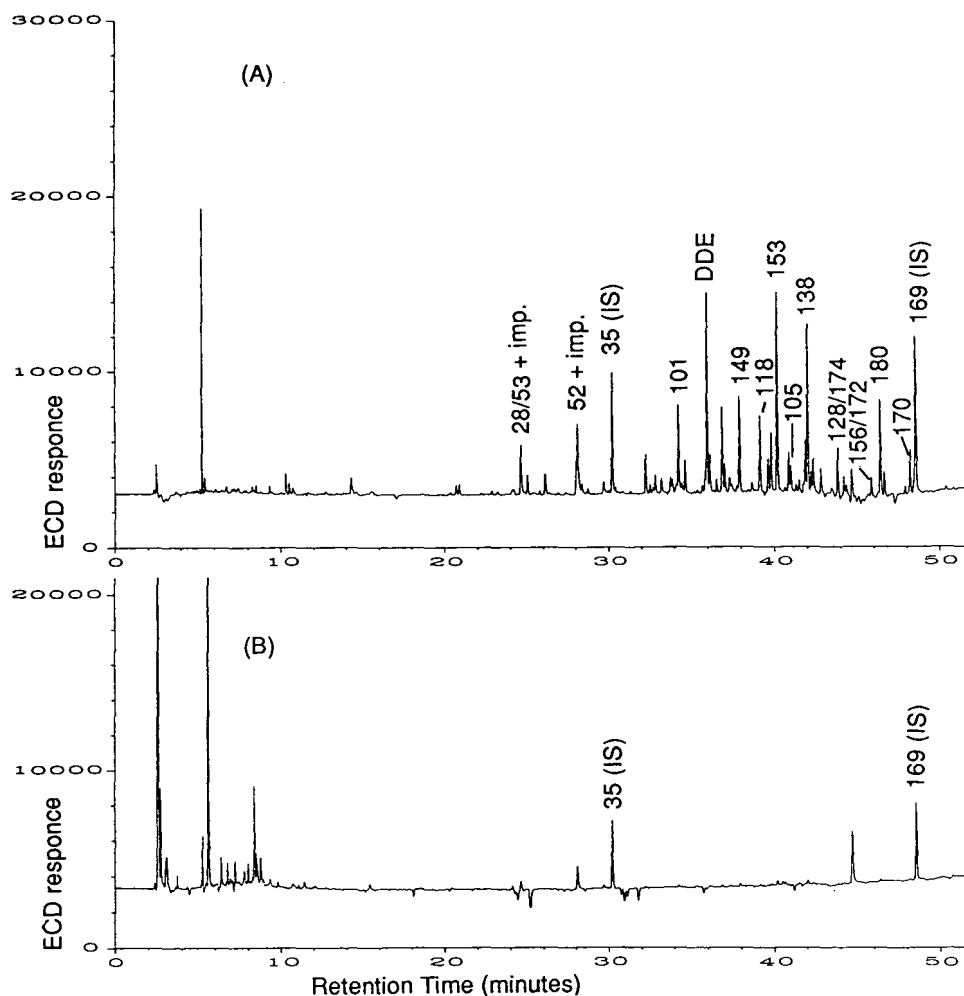 30000
(A)
20000
10000
0
ECD responce
28/53 + imp.
52 + imp.
35 (IS)
101
DDE
149
118
153
105
138
128/174
156/172
180
170
169 (IS)
0 10 20 30 40 50
20000
(B)
10000
0
ECD responce
35 (IS)
169 (IS)
0 10 20 30 40 50
Retention Time (minutes)